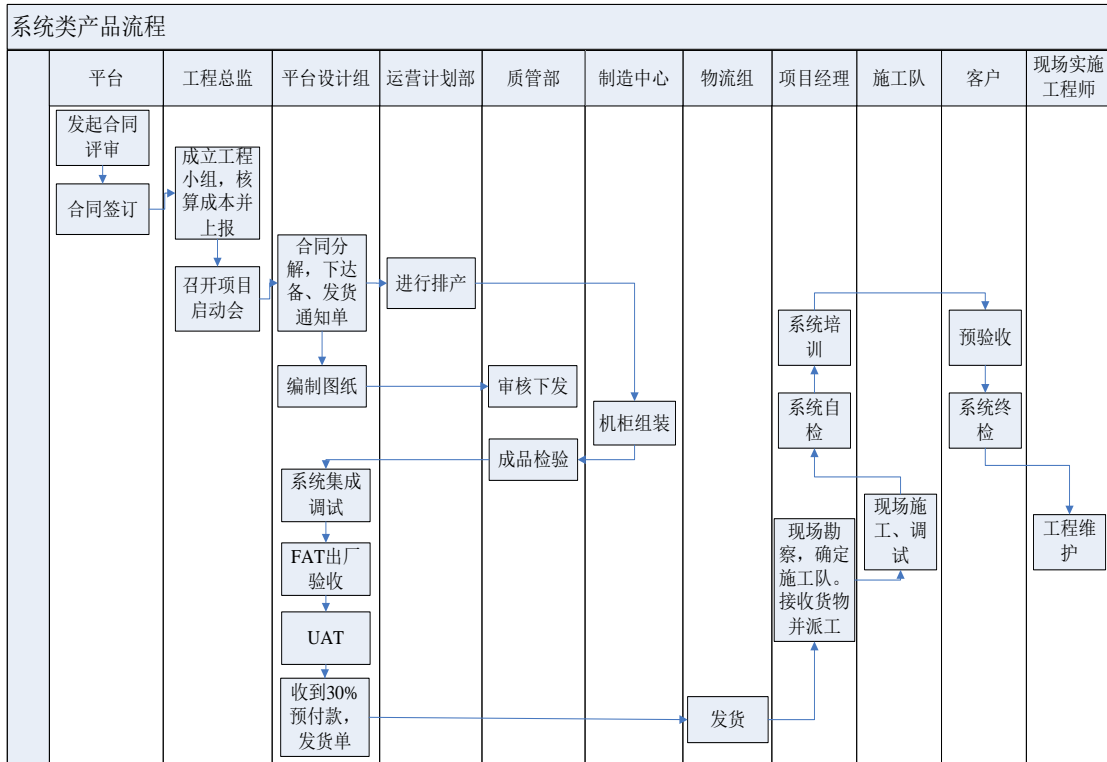 系统类产品流程
平台
工程总监
平台设计组
运营计划部
质管部
制造中心
物流组
项目经理
施工队
客户
现场实施
工程师
发起合同
评审
合同签订
成立工程
小组，核
算成本并
上报
召开项目
启动会
合同分
解，下达
备、发货
通知单
进行排产
编制图纸
审核下发
机柜组装
成品检验
系统集成
调试
FAT出厂
验收
UAT
收到30%
预付款，
发货单
发货
现场勘
察，确定
施工队。
接收货物
并派工
现场施
工、调
试
系统自
检
系统培
训
预验收
系统终
检
工程维
护